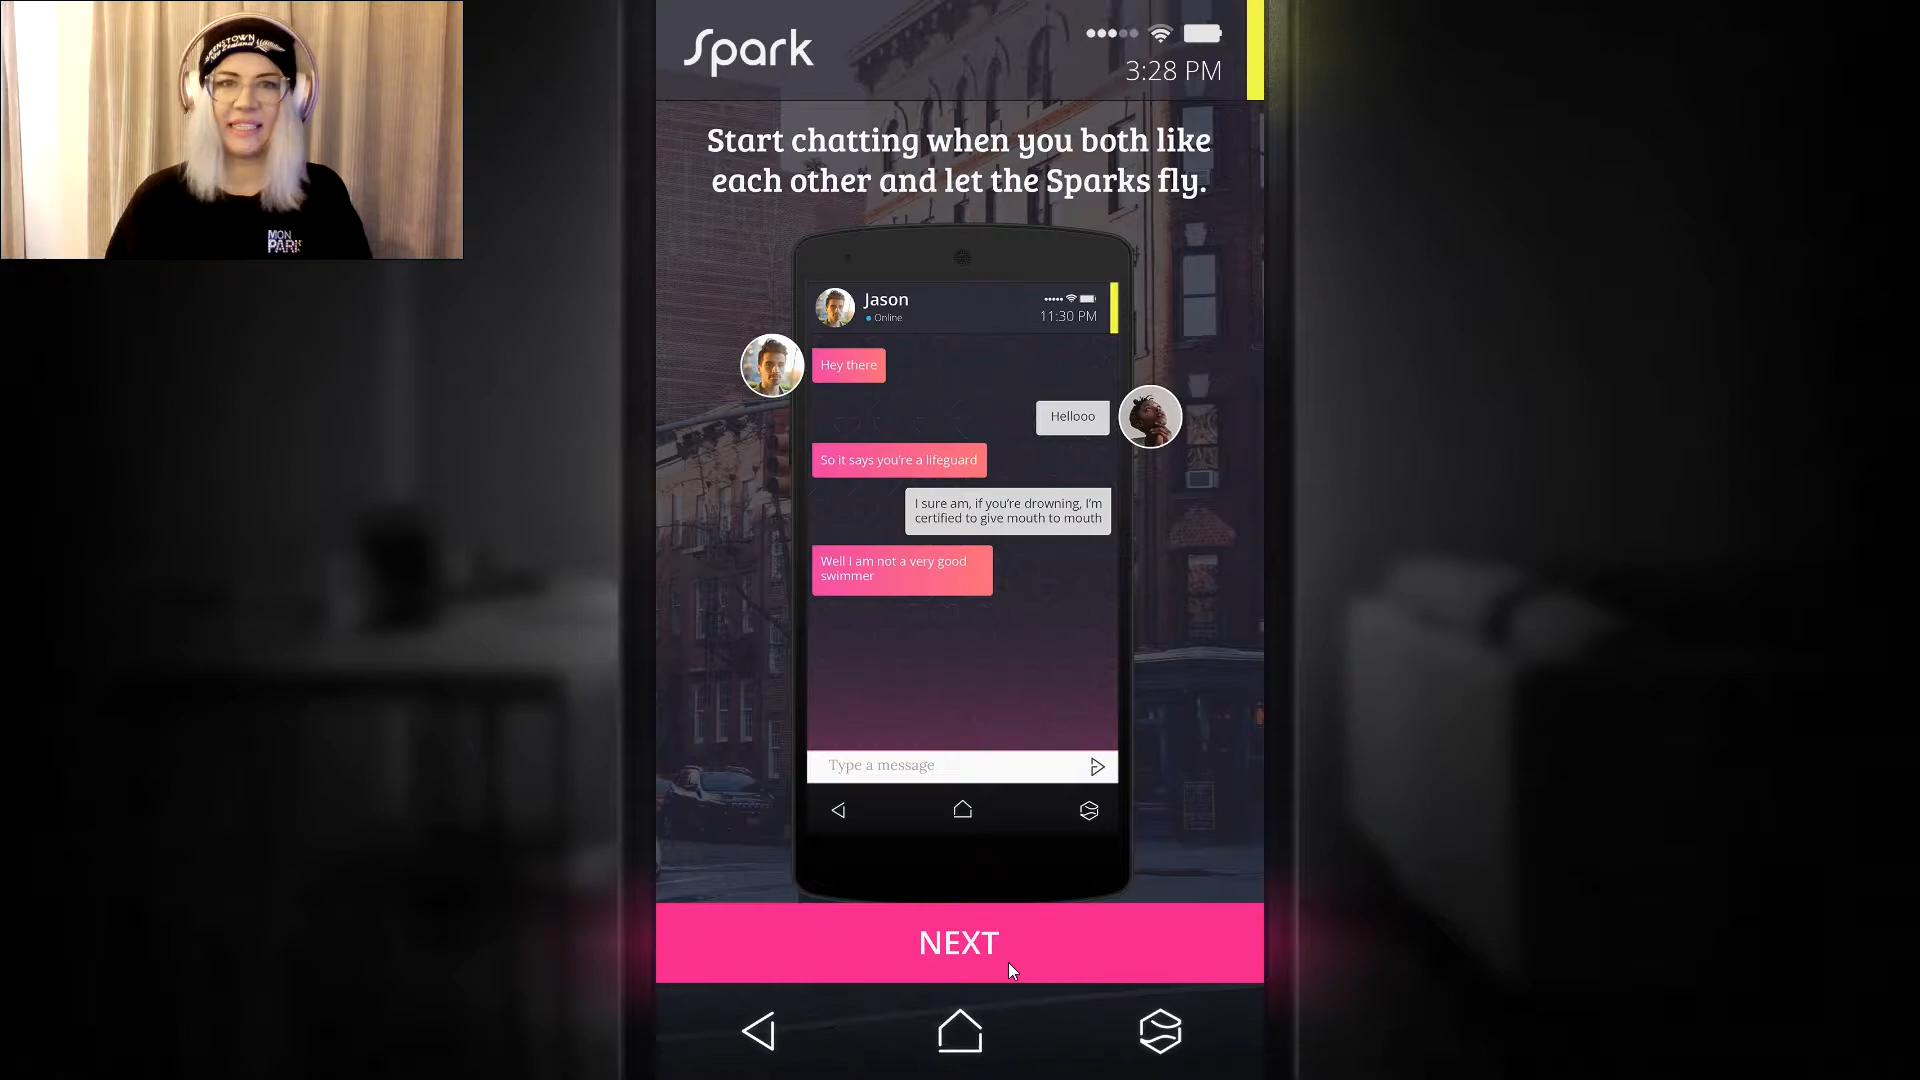 Spark
3:28 PM
Start chatting when you both like
each other and let the Sparks fly.
Jason
Online
11:30 PM
Hey there
Hellooo
So it says you're a lifeguard
I sure am, if you're drowning, I'm
certified to give mouth to mouth
Well I am not a very good
swimmer
Type a message
NEXT
MON